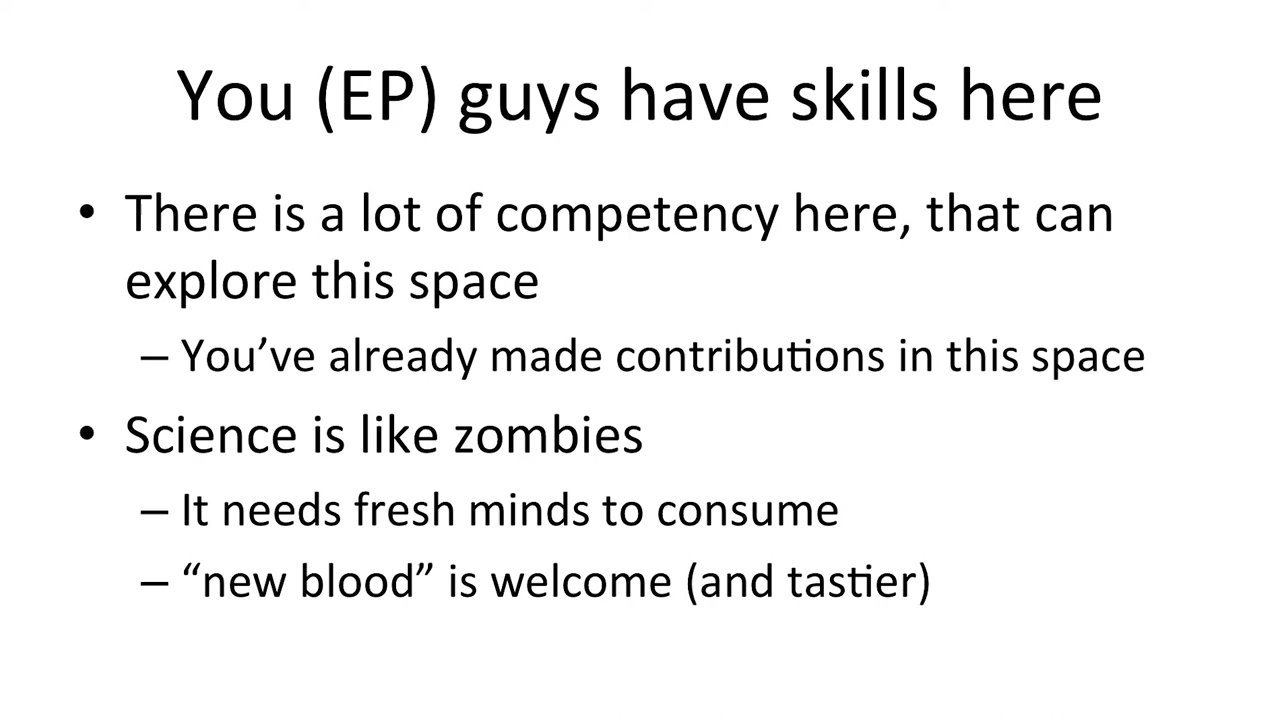 You (EP) guys have skills here
• There is a lot of competency here, that can
explore this space
– You’ve already made contributions in this space
• Science is like zombies
– It needs fresh minds to consume
– “new blood” is welcome (and tastier)